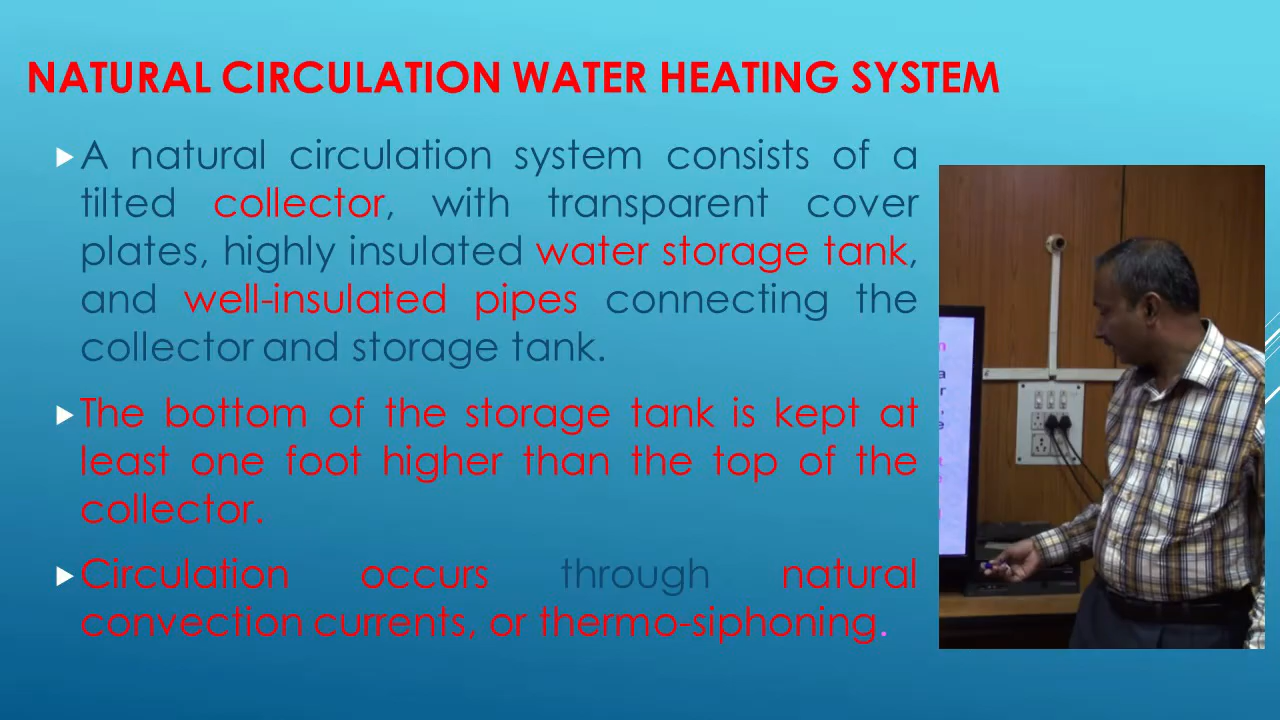 NATURAL CIRCULATION WATER HEATING SYSTEM
A natural circulation system consists of a
tilted collector, with transparent cover
plates, highly insulated water storage tank,
and well-insulated pipes connecting the
collector and storage tank.
The bottom of the storage tank is kept at
least one foot higher than the top of the
collector.
Circulation occurs through natural
convection currents, or thermo-siphoning.